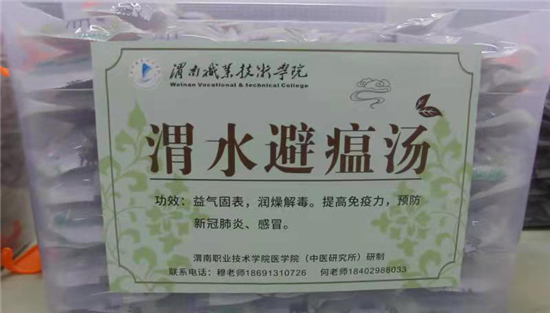 渭南职业技术学院
Weinan Vocational & technical College
渭水避瘟汤
功效：益气固表，润燥解毒。提高免疫力，预防
新冠肺炎、感冒。
渭南职业技术学院医学院（中医研究所）研制
联系电话：穆老师18691310726 何老师18402988033